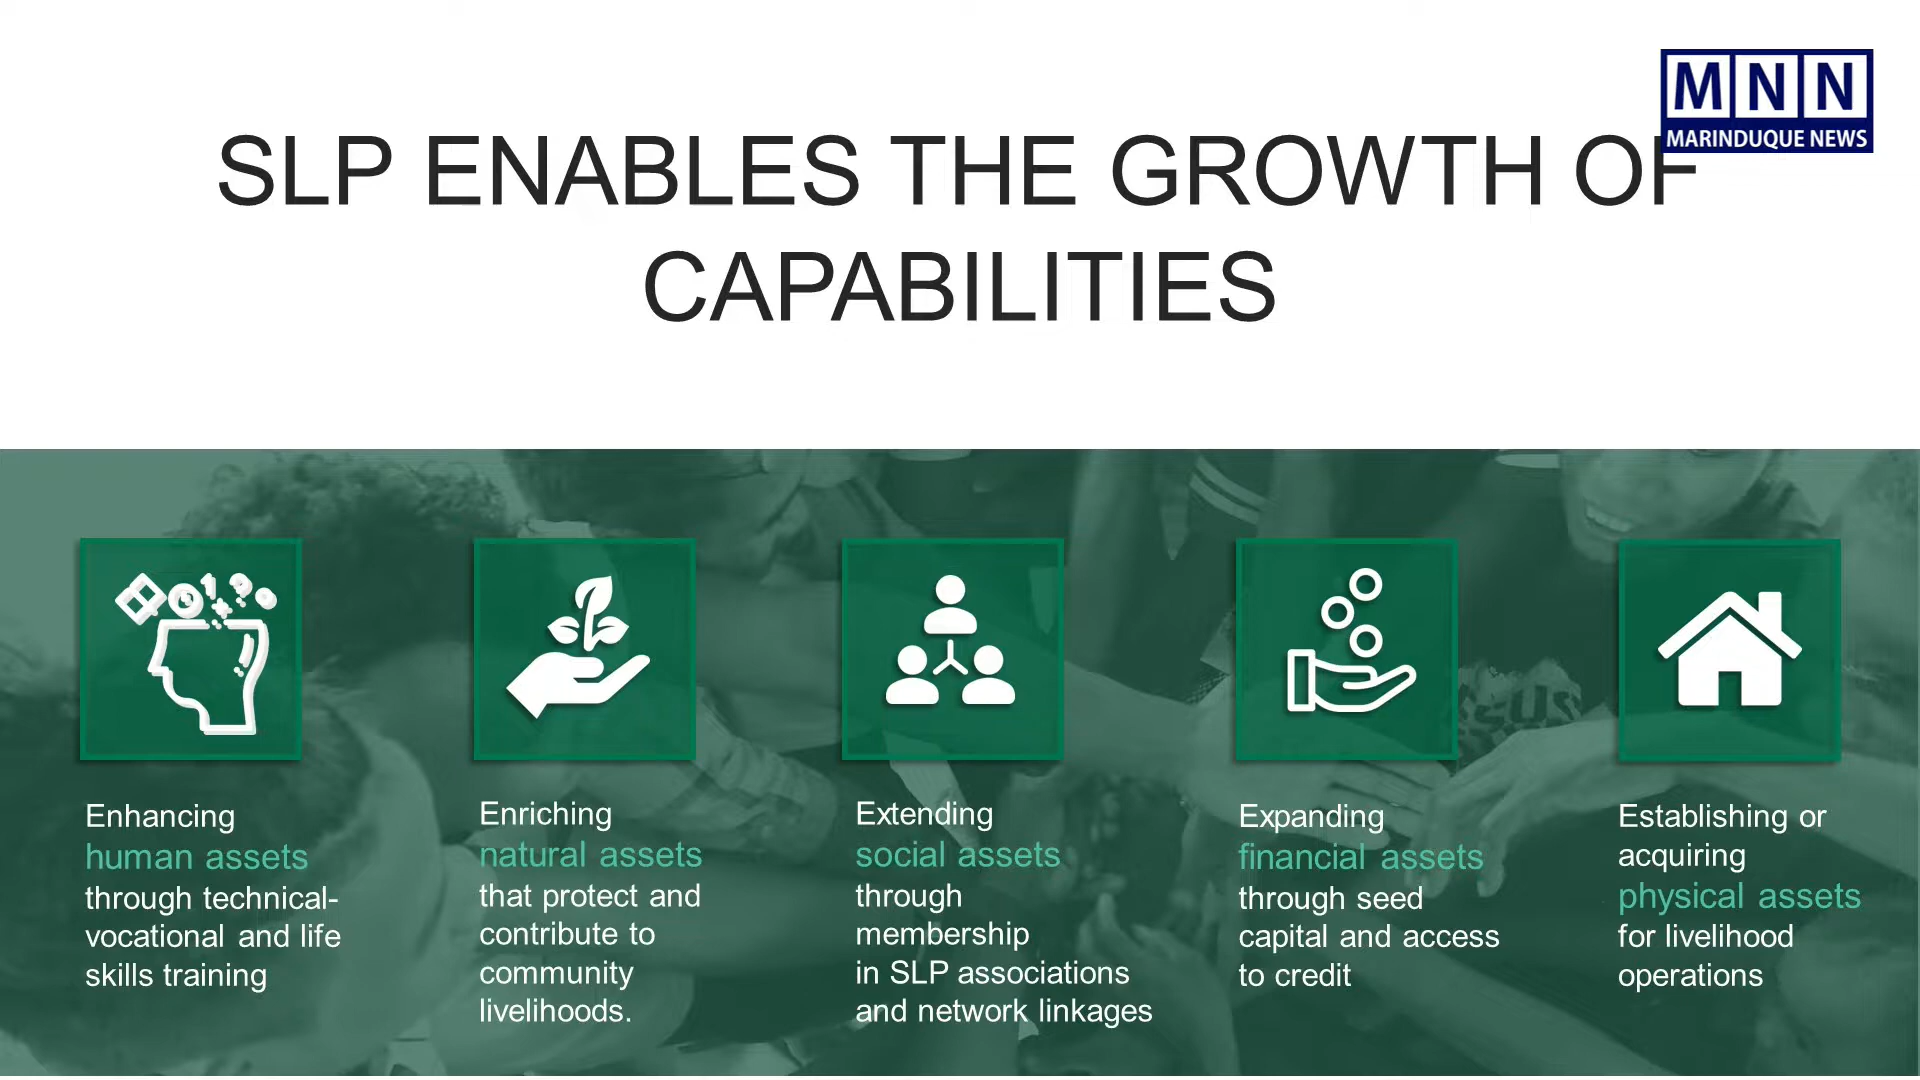 MNN
MARINDUQUE NEWS
SLP ENABLES THE GROWTH OF
CAPABILITIES
Enhancing
human assets
through technical-
vocational and life
skills training
Enriching
natural assets
that protect and
contribute to
community
livelihoods.
Extending
social assets
through
membership
in SLP associations
and network linkages
Expanding
financial assets
through seed
capital and access
to credit
Establishing or
acquiring
physical assets
for livelihood
operations